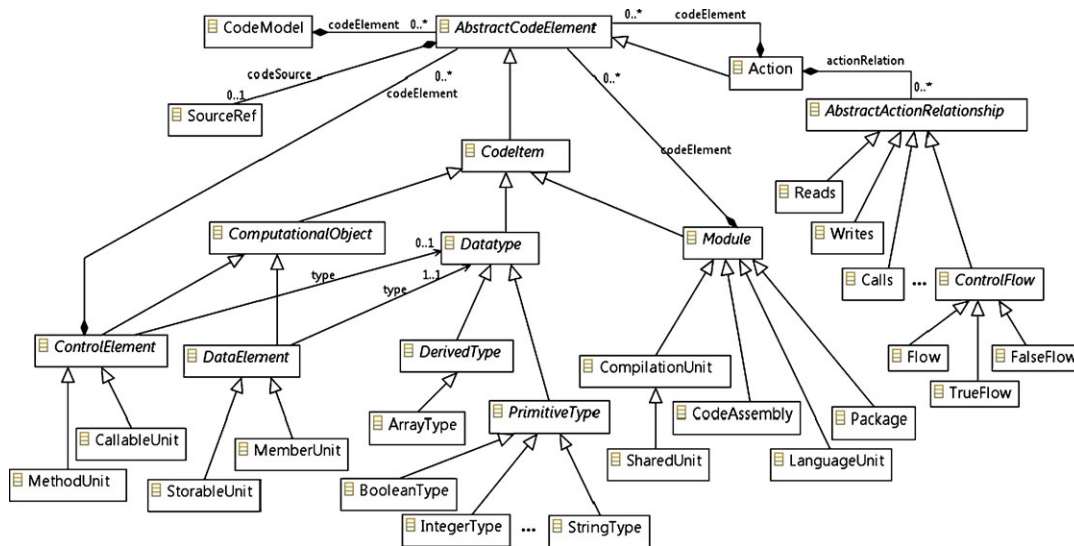 CodeModel
codeElement
0..*
AbstractCodeElement
0..*
codeElement
Action
actionRelation
0..*
AbstractActionRelationship
codeSource
0..1
SourceRef
0..*
codeElement
0..*
codeElement
CodeItem
Reads
Writes
Calls
...
ControlFlow
ComputationalObject
0..1
type
Datatype
1..1
type
Module
ControlElement
DataElement
DerivedType
CompilationUnit
Flow
FalseFlow
TrueFlow
ArrayType
PrimitiveType
CodeAssembly
Package
CallableUnit
MemberUnit
SharedUnit
LanguageUnit
MethodUnit
StorableUnit
BooleanType
IntegerType
...
StringType